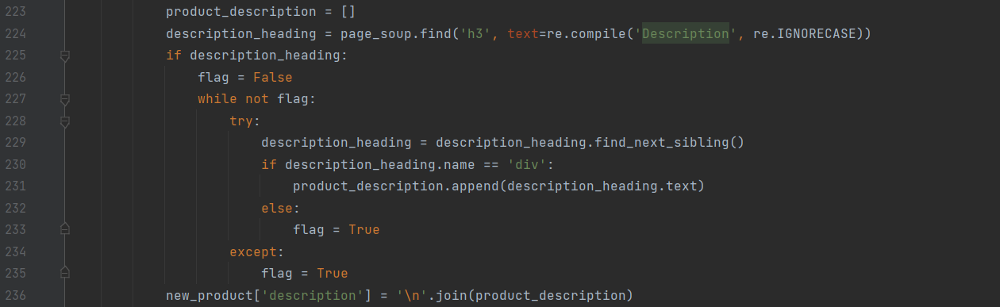 223 product_description = []
224 description_heading = page_soup.find('h3', text=re.compile('Description', re.IGNORECASE))
225 if description_heading:
226 flag = False
227 while not flag:
228 try:
229 description_heading = description_heading.find_next_sibling()
230 if description_heading.name == 'div':
231 product_description.append(description_heading.text)
232 else:
233 flag = True
234 except:
235 flag = True
236 new_product['description'] = '\n'.join(product_description)